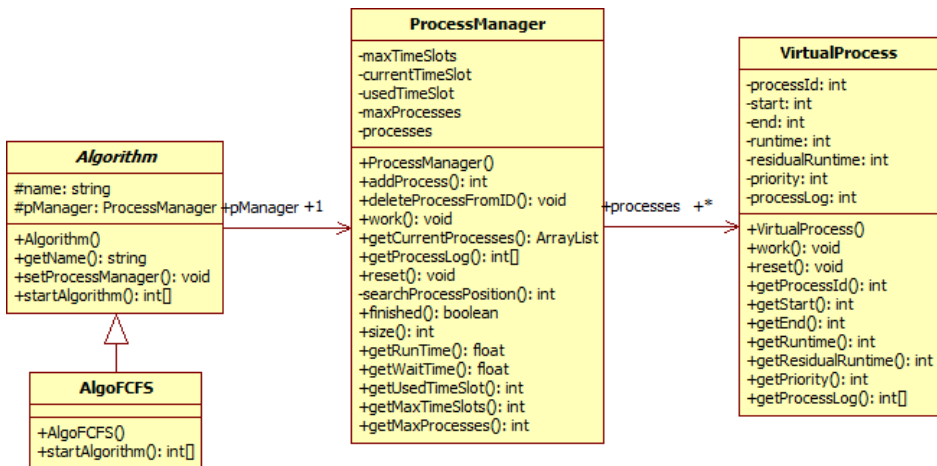 Algorithm
#name: string
#pManager: ProcessManager
+Algorithm()
+getName(): string
+setProcessManager(): void
+startAlgorithm(): int[]
AlgoFCFS
+AlgoFCFS()
+startAlgorithm(): int[]
+pManager +1
ProcessManager
-maxTimeSlots
-currentTimeSlot
-usedTimeSlot
-maxProcesses
-processes
+ProcessManager()
+addProcess(): int
+deleteProcessFromID(): void
+work(): void
+getCurrentProcesses(): ArrayList
+getProcessLog(): int[]
+reset(): void
-searchProcessPosition(): int
+finished(): boolean
+size(): int
+getRunTime(): float
+getWaitTime(): float
+getUsedTimeSlot(): int
+getMaxTimeSlots(): int
+getMaxProcesses(): int
+processes +*
VirtualProcess
-processId: int
-start: int
-end: int
-runtime: int
-residualRuntime: int
-priority: int
-processLog: int
+VirtualProcess()
+work(): void
+reset(): void
+getProcessId(): int
+getStart(): int
+getEnd(): int
+getRuntime(): int
+getResidualRuntime(): int
+getPriority(): int
+getProcessLog(): int[]